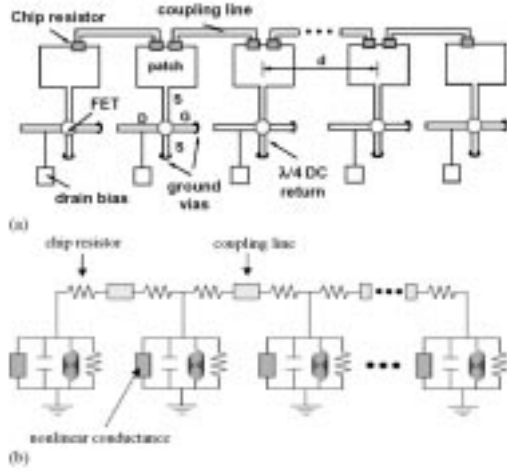 Chip resistor
coupling line
patch
d
FET
S
D
G
S
ground
vias
λ/4 DC
return
drain bias
(a)
chip resistor
coupling line
nonlinear conductance
(b)